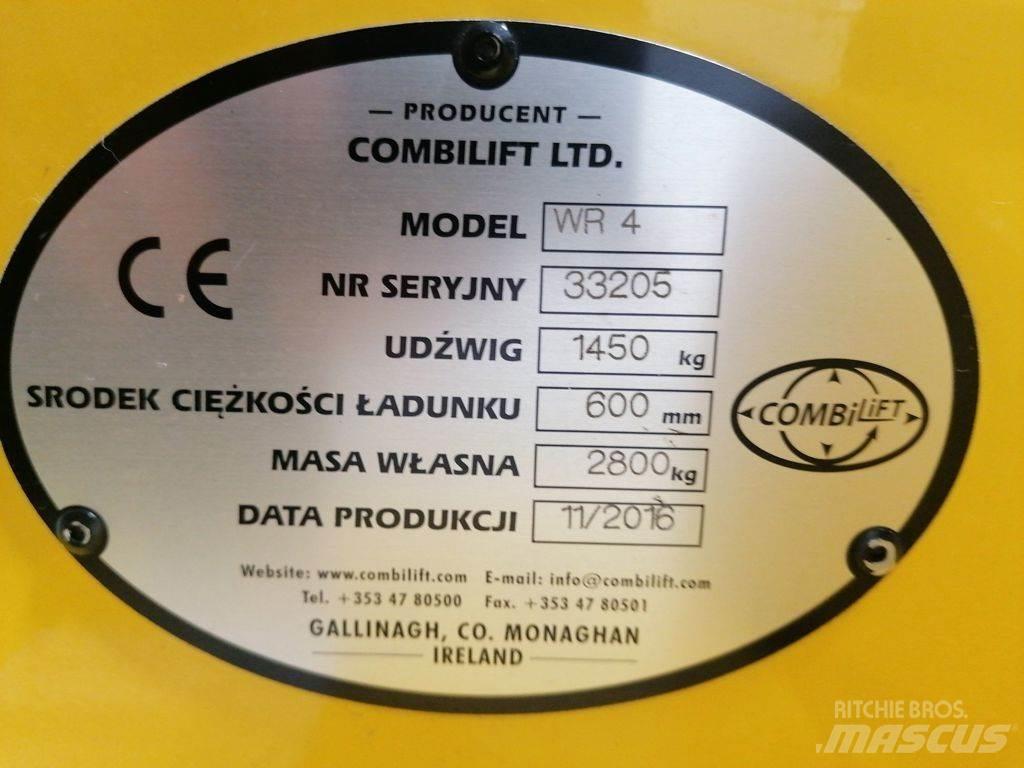 — PRODUCENT —
COMBILIFT LTD.
CE
MODEL WR 4
NR SERYJNY 33205
UDŹWIG 1450 kg
SRODEK CIĘŻKOŚCI ŁADUNKU 600 mm
COMBiLiFT
MASA WŁASNA 2800 kg
DATA PRODUKCJI 11/2016
Website: www.combilift.com E-mail: info@combilift.com
Tel. +353 47 80500 Fax. +353 47 80501
GALLINAGH, CO. MONAGHAN
IRELAND
RITCHIE BROS.
MASCUS